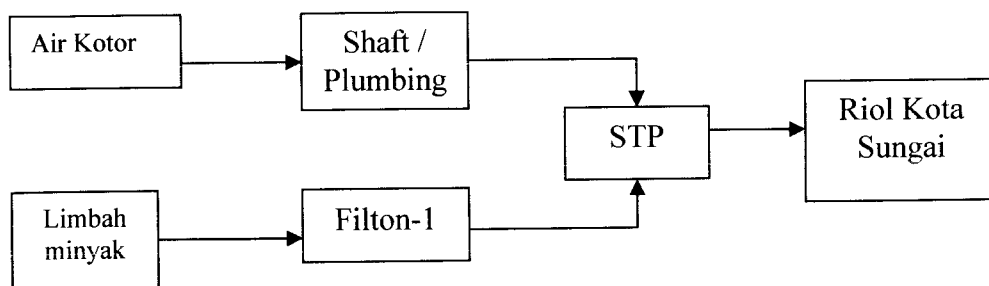 Air Kotor
Shaft /
Plumbing
STP
Riol Kota
Sungai
Limbah
minyak
Filton-1